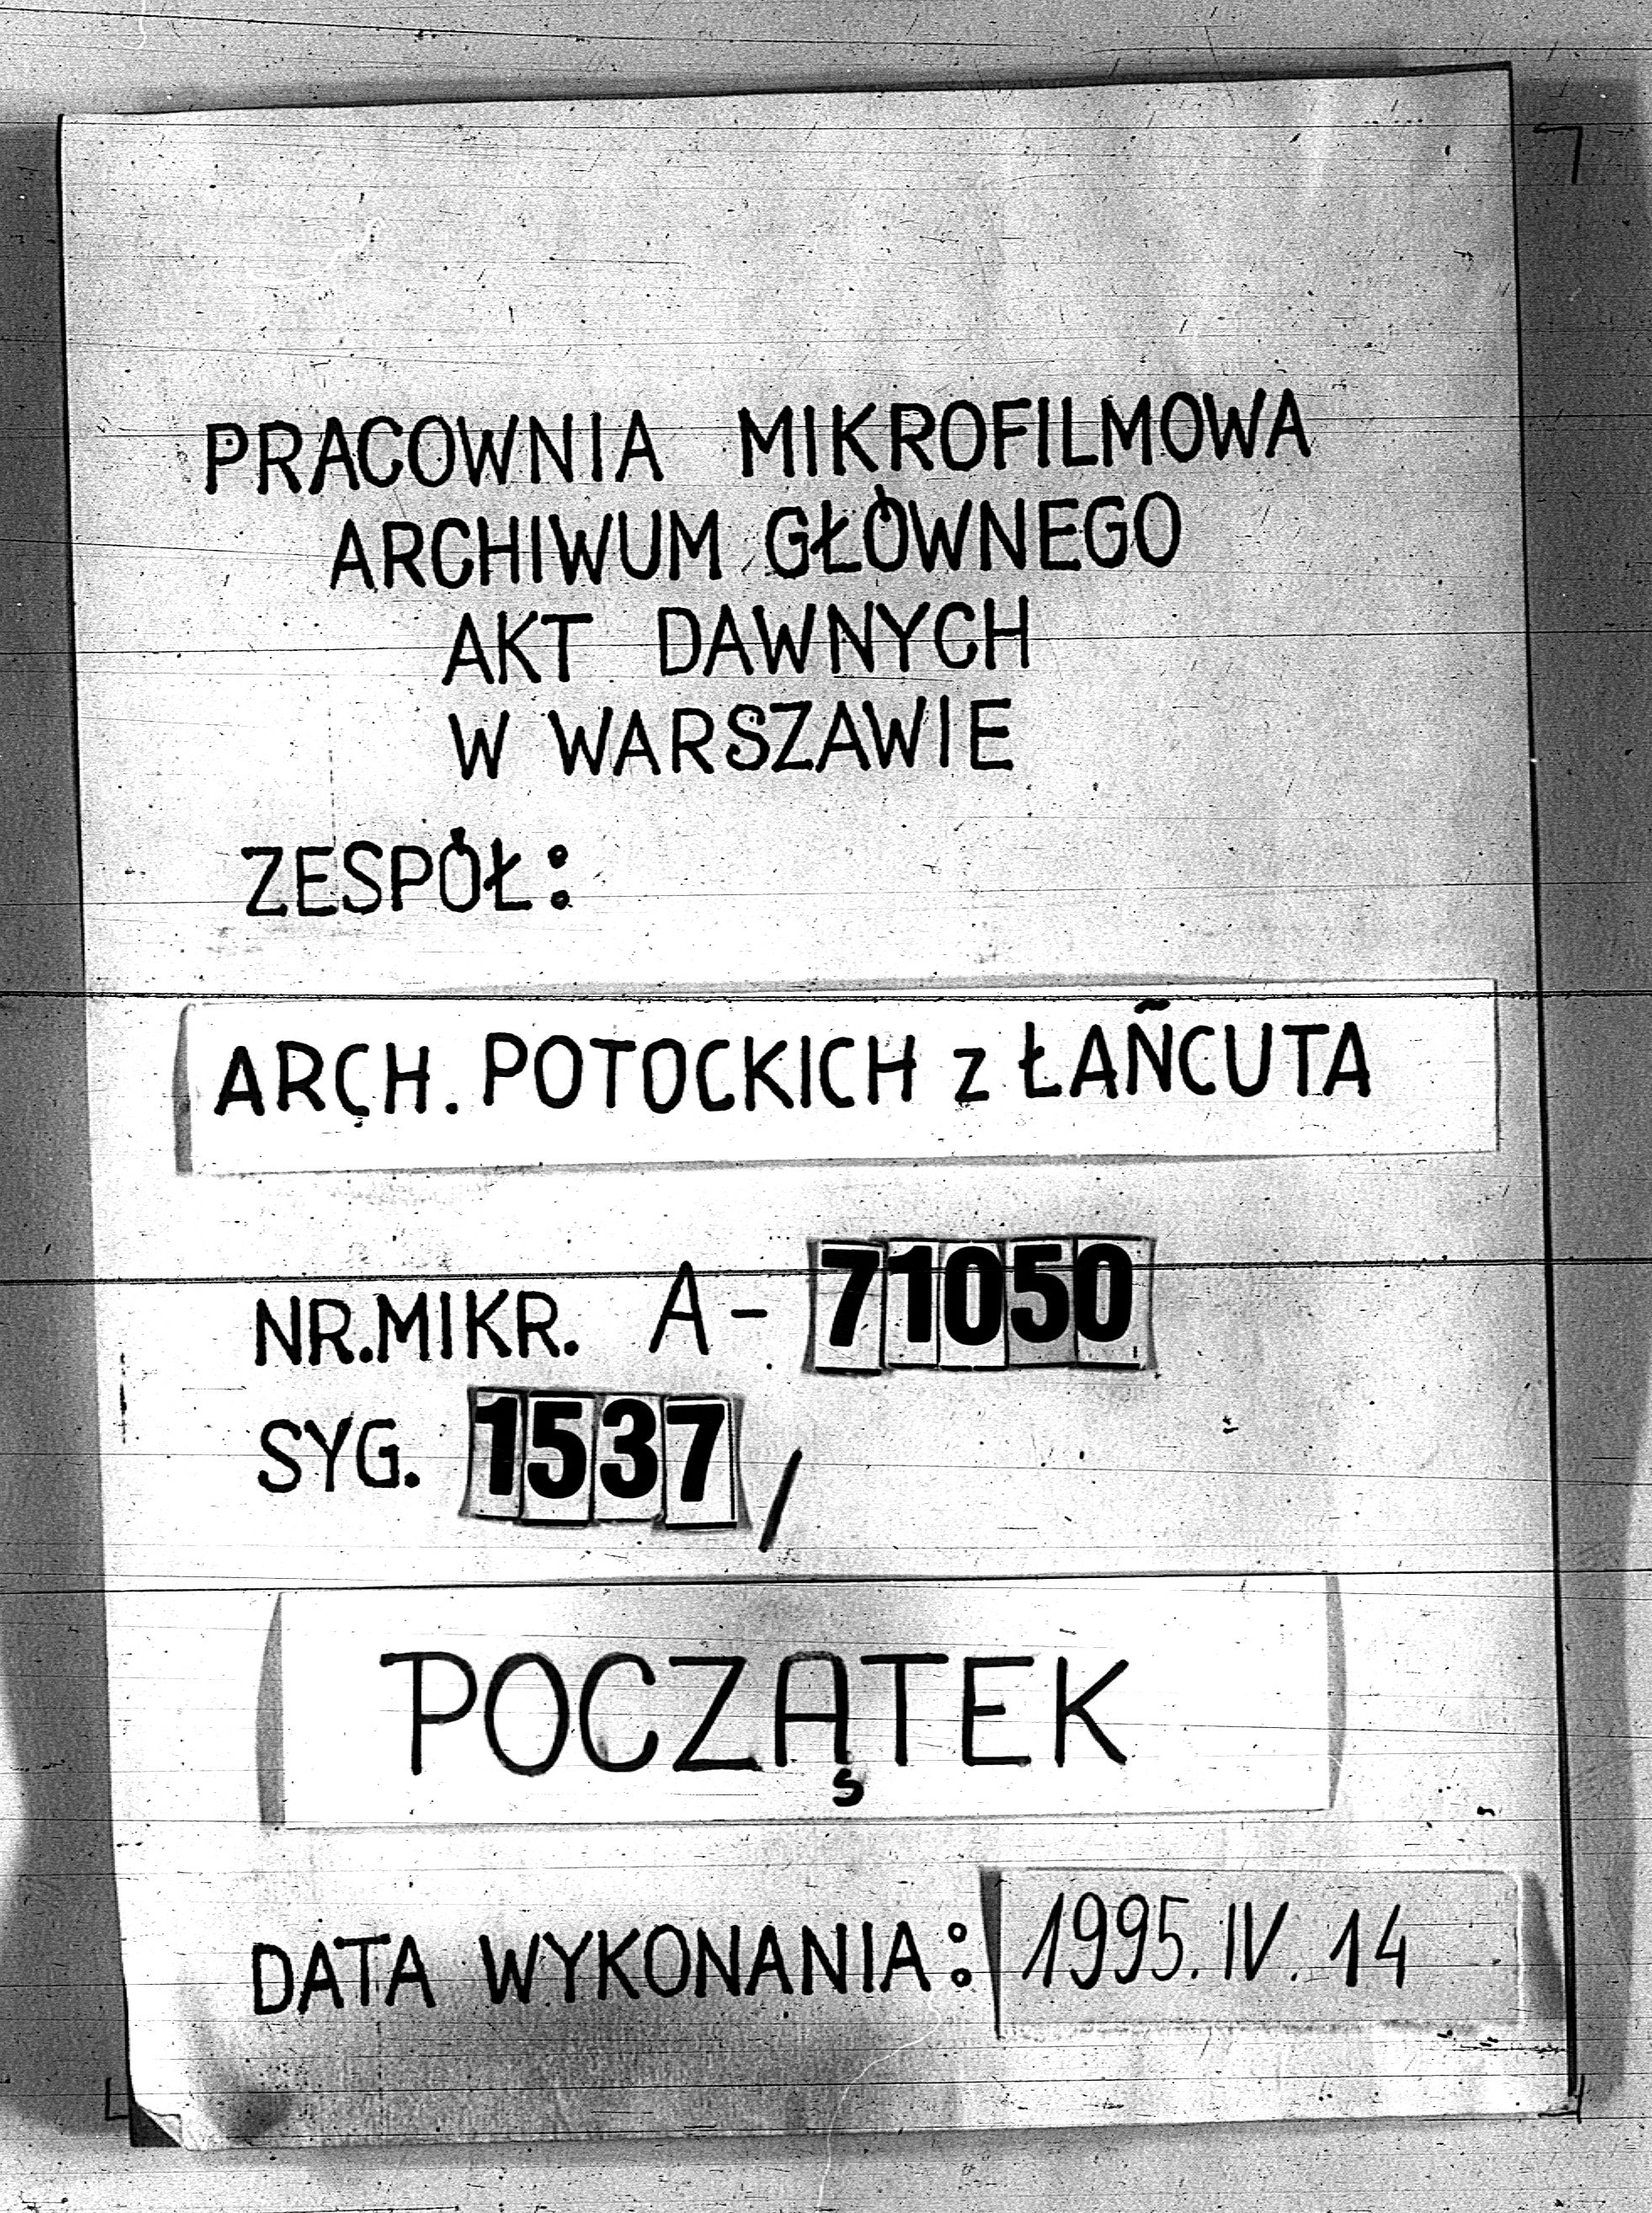 PRACOWNIA MIKROFILMOWA
ARCHIWUM GŁÓWNEGO
AKT DAWNYCH
W WARSZAWIE
ZESPÓŁ:
ARCH. POTOCKICH z ŁAŃCUTA
NR.MIKR. A- 71050
SYG. 1537/
POCZĄTEK
DATA WYKONANIA: 1995.IV.14